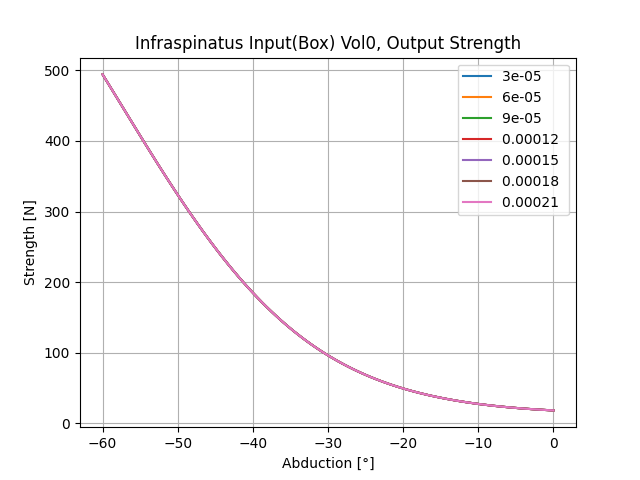 Infraspinatus Input(Box) Vol0, Output Strength
500
400
300
200
100
0
Strength [N]
3e-05
6e-05
9e-05
0.00012
0.00015
0.00018
0.00021
−60
−50
−40
−30
−20
−10
0
Abduction [°]